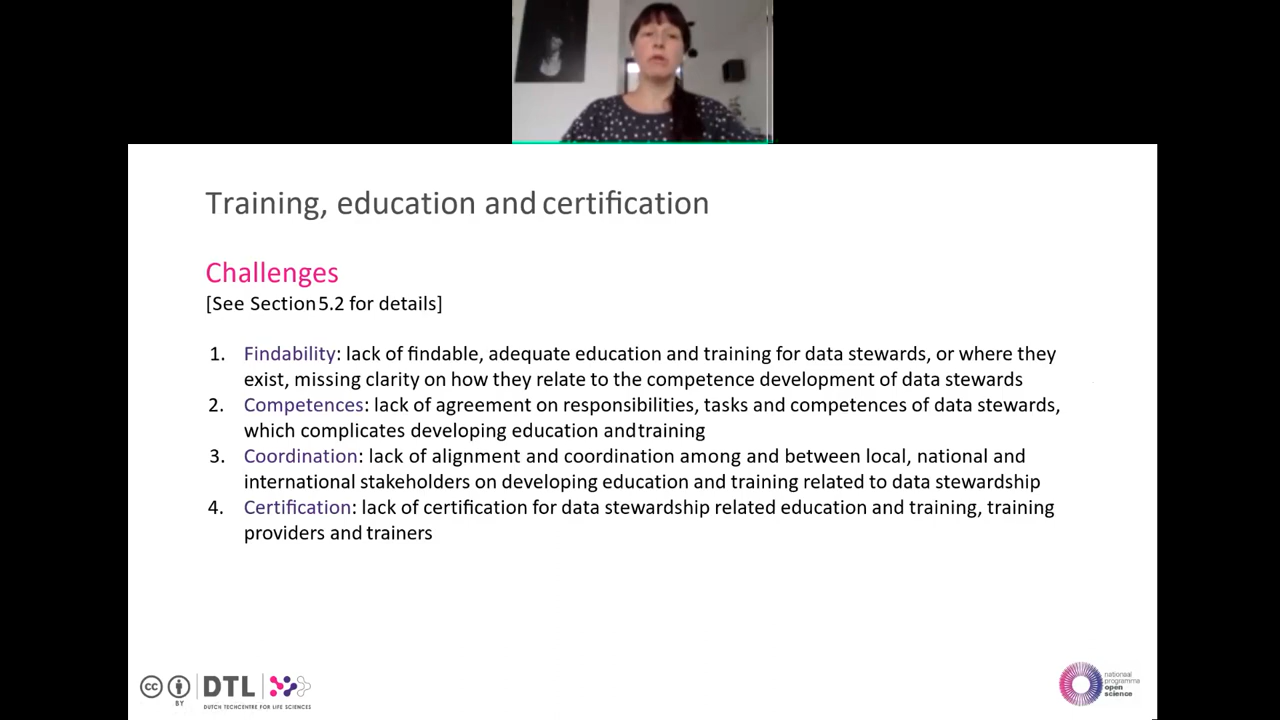 Training, education and certification
Challenges
[See Section 5.2 for details]
1. Findability: lack of findable, adequate education and training for data stewards, or where they
exist, missing clarity on how they relate to the competence development of data stewards
2. Competences: lack of agreement on responsibilities, tasks and competences of data stewards,
which complicates developing education and training
3. Coordination: lack of alignment and coordination among and between local, national and
international stakeholders on developing education and training related to data stewardship
4. Certification: lack of certification for data stewardship related education and training, training
providers and trainers
cc
BY
DTL
DUTCH TECHCENTRE FOR LIFE SCIENCES
nationaal
programma
open
science